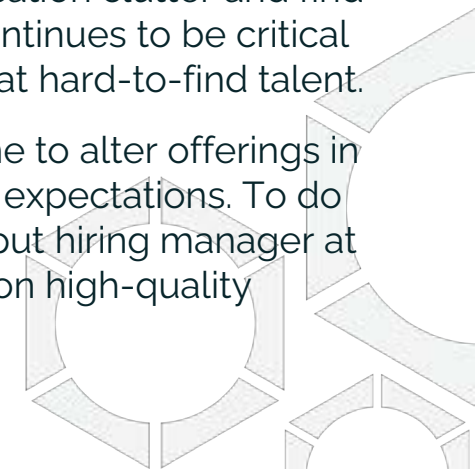 ntinues to be critical
at hard-to-find talent.
e to alter offerings in
expectations. To do
out hiring manager at
on high-quality